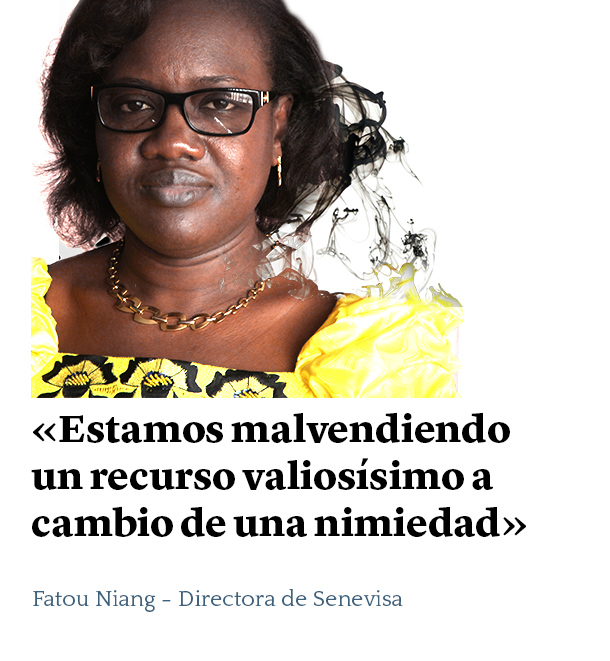 «Estamos malvendiendo
un recurso valiosísimo a
cambio de una nimiedad»
Fatou Niang – Directora de Senevisa